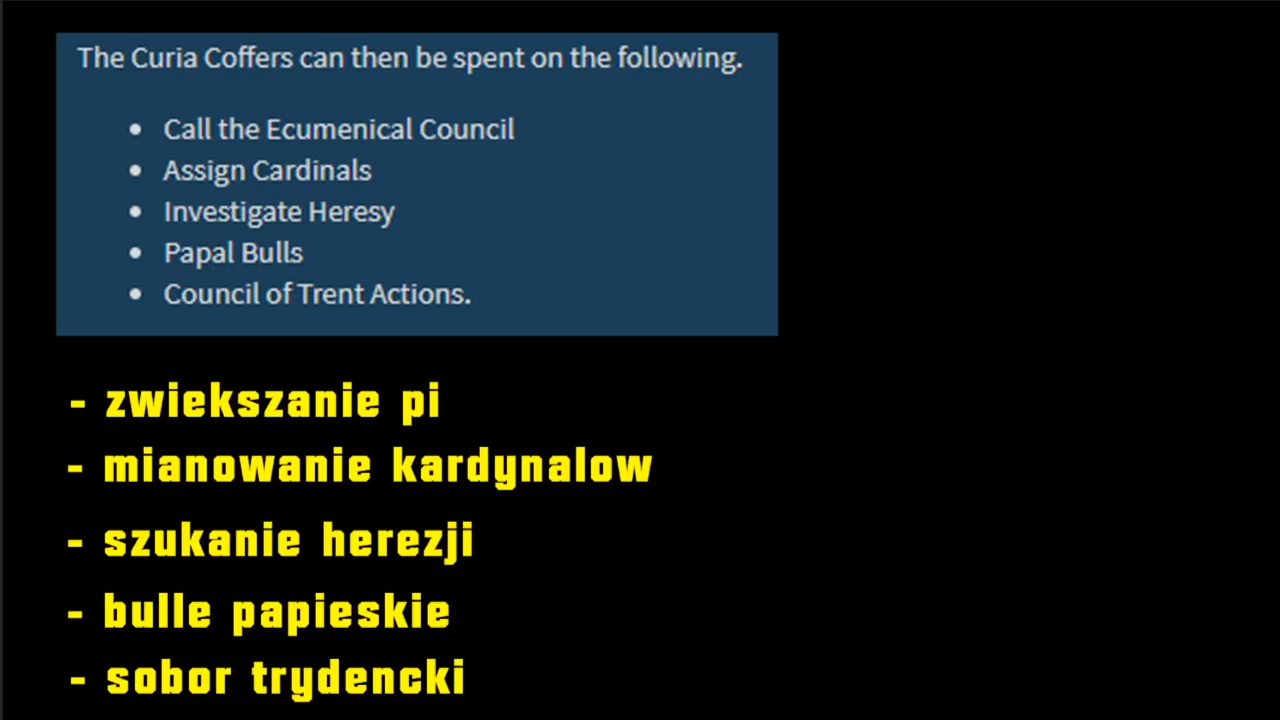 The Curia Coffers can then be spent on the following.
• Call the Ecumenical Council
• Assign Cardinals
• Investigate Heresy
• Papal Bulls
• Council of Trent Actions.
- zwiekszanie pi
- mianowanie kardynalow
- szukanie herezji
- bulle papieskie
- sobor trydencki